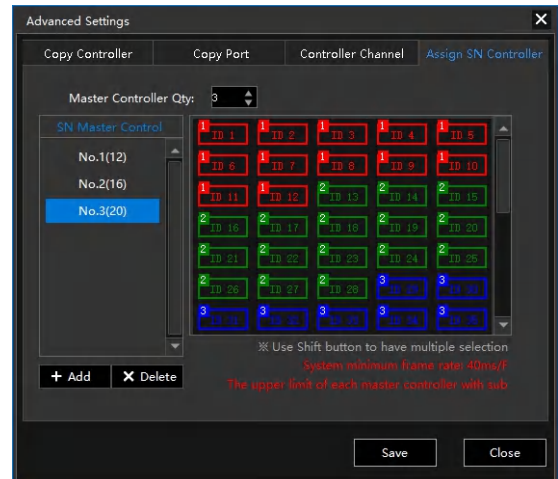 Advanced Settings
Copy Controller Copy Port Controller Channel Assign SN Controller
Master Controller Qty: 3
SN Master Control
No.1(12)
No.2(16)
No.3(20)
+ Add X Delete
1 ID 1 1 ID 2 1 ID 3 1 ID 4 1 ID 5
1 ID 6 1 ID 7 1 ID 8 1 ID 9 1 ID 10
1 ID 11 1 ID 12 2 ID 13 2 ID 14 2 ID 15
2 ID 16 2 ID 17 2 ID 18 2 ID 19 2 ID 20
2 ID 21 2 ID 22 2 ID 23 2 ID 24 2 ID 25
2 ID 26 2 ID 27 2 ID 28 3 3
3 3 3 3 3
※ Use Shift button to have multiple selection
System minimum frame rate: 40ms/F
The upper limit of each master controller with sub
Save Close